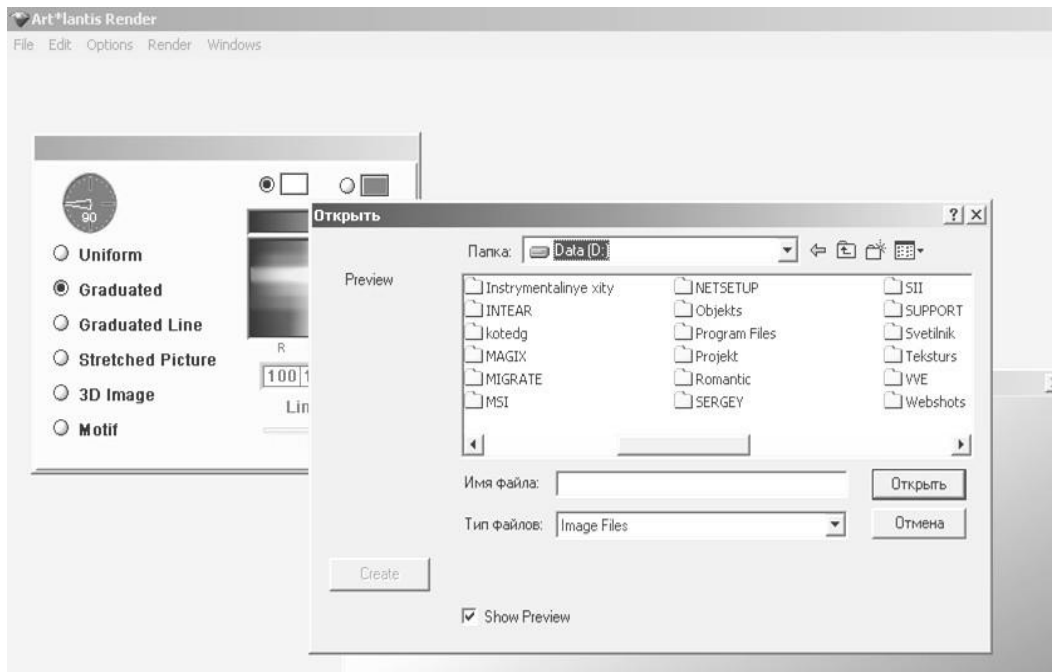 Art*lantis Render
File Edit Options Render Windows
90
Uniform
Graduated
Graduated Line
Stretched Picture
3D Image
Motif
R
100
Открыть
Папка: Data (D:)
Preview
Instrymentalinye xity NETSETUP SII
INTEAR Objekts SUPPORT
kotedg Program Files Svetilnik
MAGIX Projekt Teksturs
MIGRATE Romantic VVE
MSI SERGEY Webshots
Имя файла: Открыть
Тип файлов: Image Files Отмена
Create
Show Preview